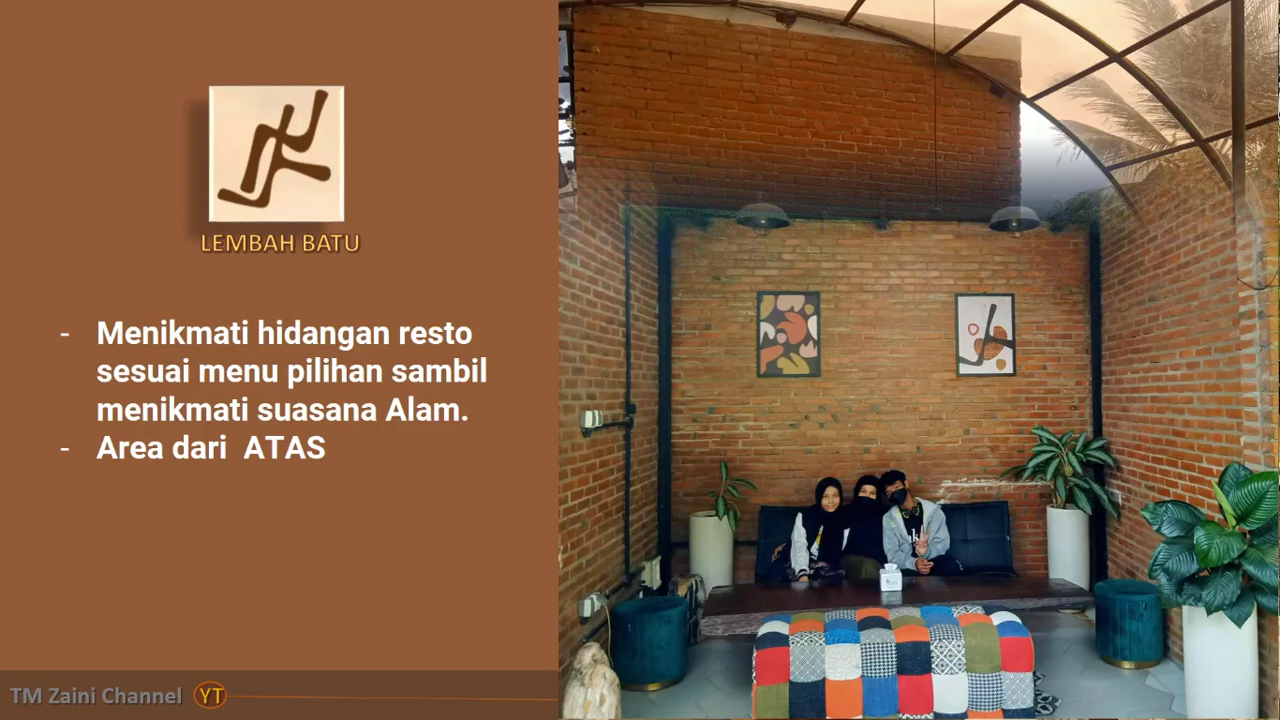 LEMBAH BATU
- Menikmati hidangan resto
sesuai menu pilihan sambil
menikmati suasana Alam.
- Area dari ATAS
TM Zaini Channel YT